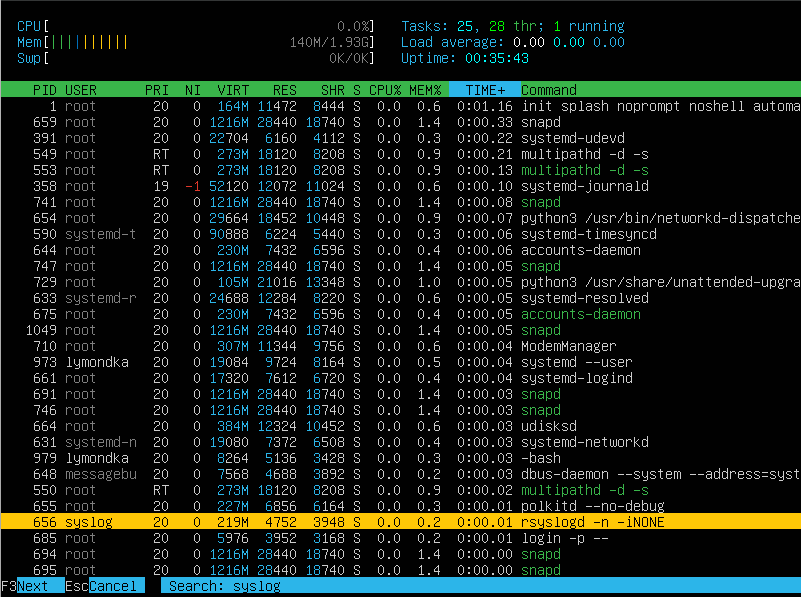 CPU[ 0.0%] Tasks: 25, 28 thr; 1 running
Mem[|||||||||| 140M/1.93G] Load average: 0.00 0.00 0.00
Swp[ 0K/0K] Uptime: 00:35:43
PID USER PRI NI VIRT RES SHR S CPU% MEM% TIME+ Command
1 root 20 0 164M 11472 8444 S 0.0 0.6 0:01.16 init splash noprompt noshell automa
659 root 20 0 1216M 28440 18740 S 0.0 1.4 0:00.33 snapd
391 root 20 0 22704 6160 4112 S 0.0 0.3 0:00.22 systemd-udevd
549 root RT 0 273M 18120 8208 S 0.0 0.9 0:00.21 multipathd -d -s
553 root RT 0 273M 18120 8208 S 0.0 0.9 0:00.13 multipathd -d -s
358 root 19 -1 52120 12072 11024 S 0.0 0.6 0:00.10 systemd-journald
741 root 20 0 1216M 28440 18740 S 0.0 1.4 0:00.08 snapd
654 root 20 0 29664 18452 10448 S 0.0 0.9 0:00.07 python3 /usr/bin/networkd-dispatche
590 systemd-t 20 0 90888 6224 5440 S 0.0 0.3 0:00.06 systemd-timesyncd
644 root 20 0 230M 7432 6596 S 0.0 0.4 0:00.06 accounts-daemon
747 root 20 0 1216M 28440 18740 S 0.0 1.4 0:00.05 snapd
729 root 20 0 105M 21016 13348 S 0.0 1.0 0:00.05 python3 /usr/share/unattended-upgra
633 systemd-r 20 0 24688 12284 8220 S 0.0 0.6 0:00.05 systemd-resolved
675 root 20 0 230M 7432 6596 S 0.0 0.4 0:00.05 accounts-daemon
1049 root 20 0 1216M 28440 18740 S 0.0 1.4 0:00.05 snapd
710 root 20 0 307M 11344 9756 S 0.0 0.6 0:00.04 ModemManager
973 lymondka 20 0 19084 9724 8164 S 0.0 0.5 0:00.04 systemd --user
661 root 20 0 17320 7612 6720 S 0.0 0.4 0:00.04 systemd-logind
691 root 20 0 1216M 28440 18740 S 0.0 1.4 0:00.03 snapd
746 root 20 0 1216M 28440 18740 S 0.0 1.4 0:00.03 snapd
664 root 20 0 384M 12324 10452 S 0.0 0.6 0:00.03 udisksd
631 systemd-n 20 0 19080 7372 6508 S 0.0 0.4 0:00.03 systemd-networkd
979 lymondka 20 0 8264 5136 3428 S 0.0 0.3 0:00.03 -bash
648 messagebu 20 0 7568 4688 3892 S 0.0 0.2 0:00.03 dbus-daemon --system --address=syst
550 root RT 0 273M 18120 8208 S 0.0 0.9 0:00.02 multipathd -d -s
655 root 20 0 227M 6856 6164 S 0.0 0.3 0:00.01 polkitd --no-debug
656 syslog 20 0 219M 4752 3948 S 0.0 0.2 0:00.01 rsyslogd -n -iNONE
685 root 20 0 5976 3952 3168 S 0.0 0.2 0:00.01 login -p --
694 root 20 0 1216M 28440 18740 S 0.0 1.4 0:00.00 snapd
695 root 20 0 1216M 28440 18740 S 0.0 1.4 0:00.00 snapd
F3Next EscCancel Search: syslog